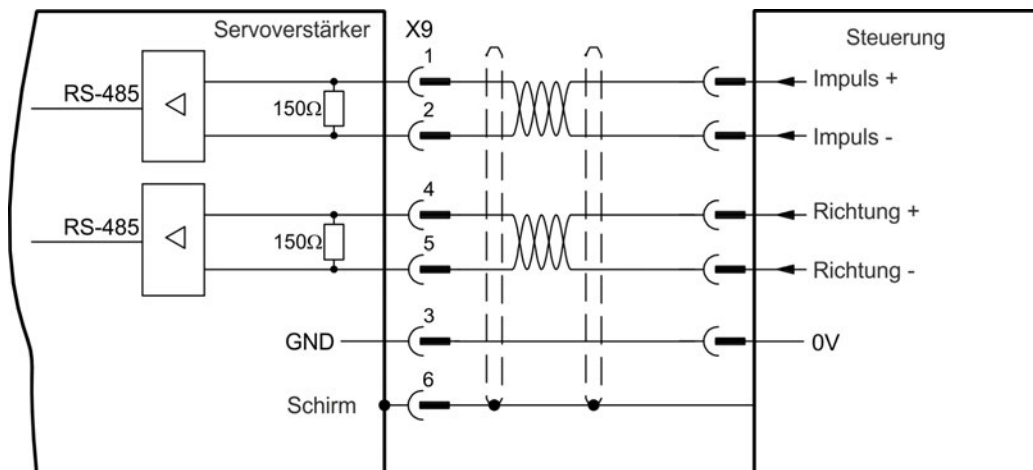 Servoverstärker
X9
Steuerung
1
Impuls +
RS-485
150Ω
2
Impuls -
4
Richtung +
RS-485
150Ω
5
Richtung -
3
GND
0V
6
Schirm